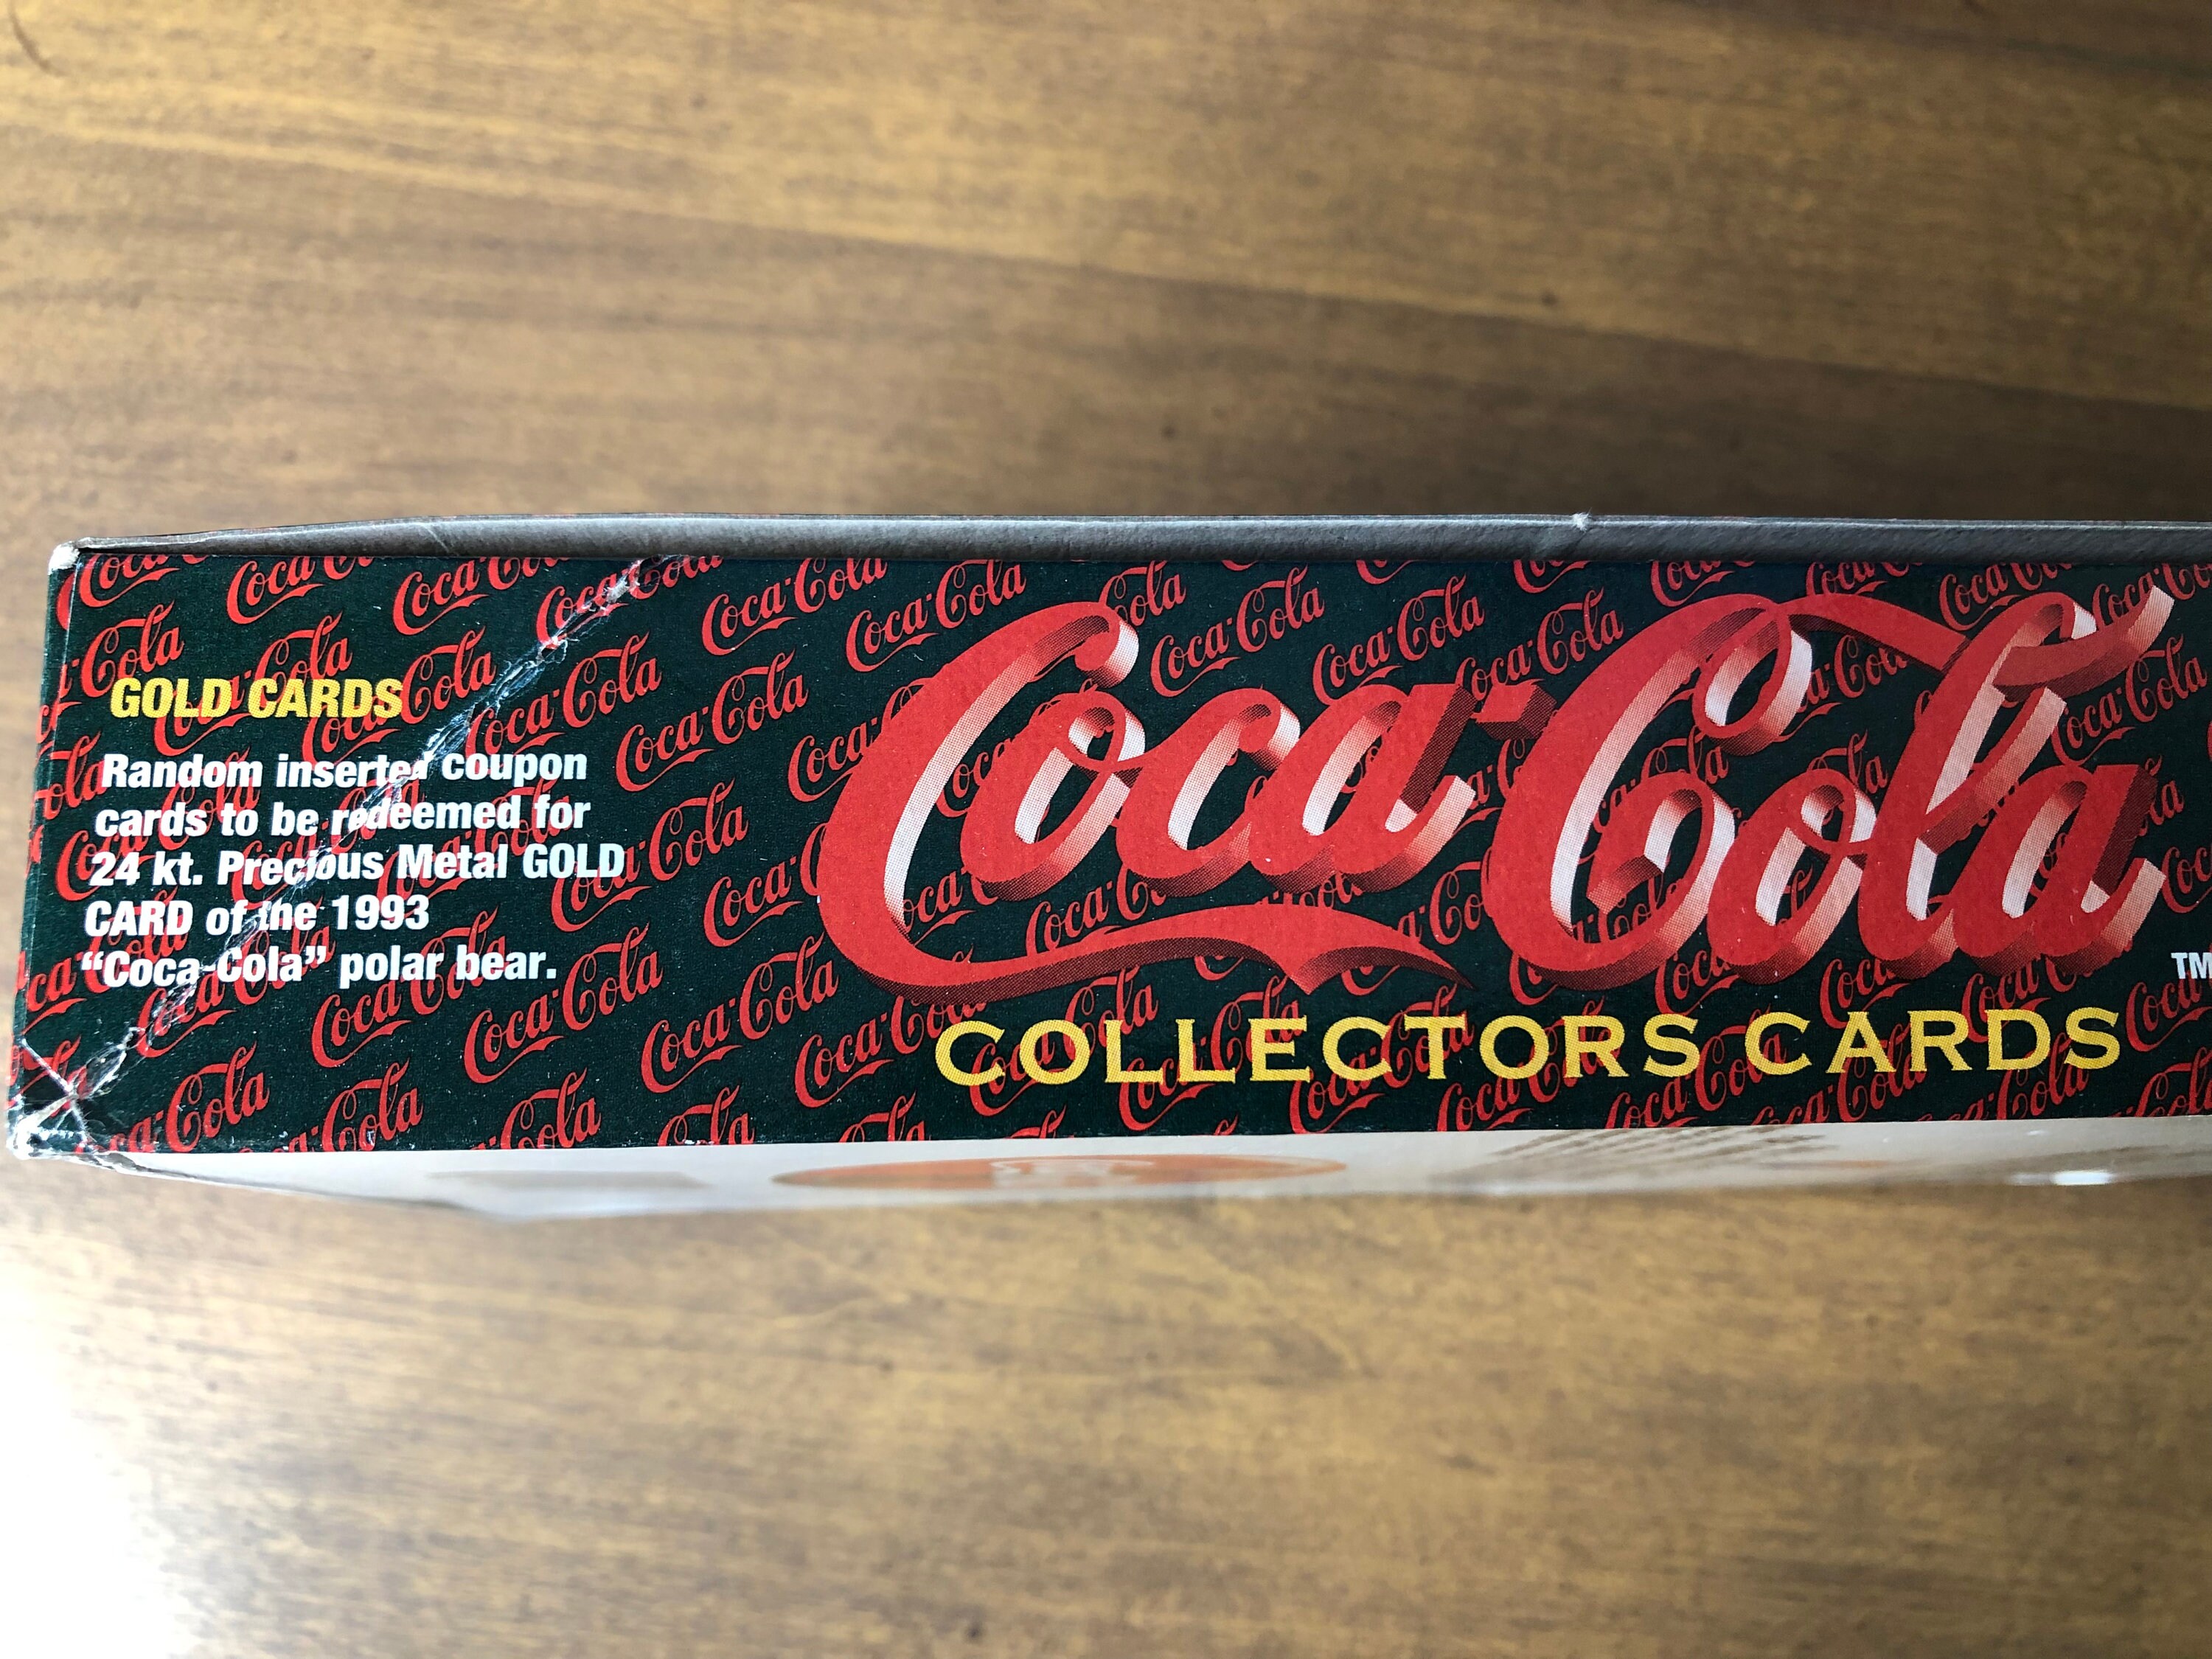 GOLD CARDS
Random inserted coupon
cards to be redeemed for
24 kt. Precious Metal GOLD
CARD of the 1993
"Coca-Cola" polar bear.
Coca-Cola
TM
COLLECTORS CARDS